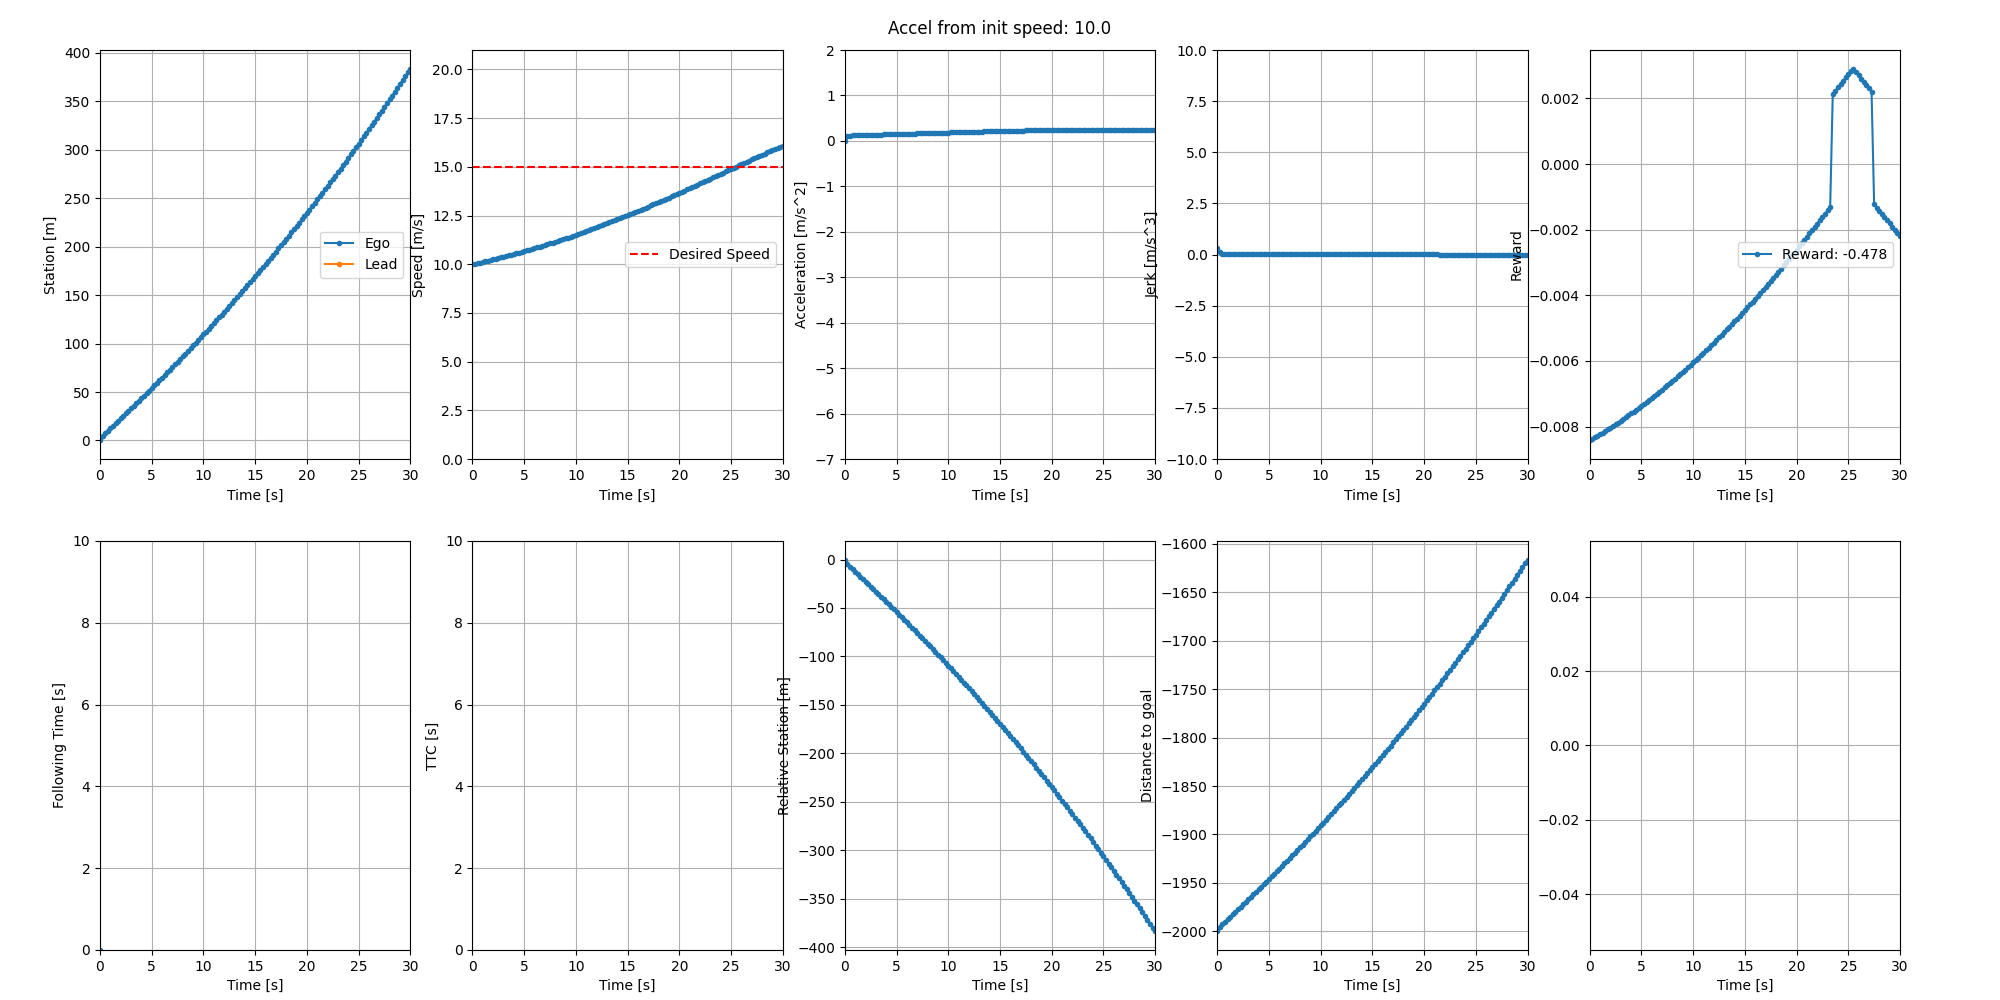 Accel from init speed: 10.0
Station [m]
400
350
300
250
200
150
100
50
0
0 5 10 15 20 25 30
Time [s]
Ego
Lead
Speed [m/s]
20.0
17.5
15.0
12.5
10.0
7.5
5.0
2.5
0.0
0 5 10 15 20 25 30
Time [s]
Desired Speed
Acceleration [m/s^2]
2
1
0
−1
−2
−3
−4
−5
−6
−7
0 5 10 15 20 25 30
Time [s]
Jerk [m/s^3]
10.0
7.5
5.0
2.5
0.0
−2.5
−5.0
−7.5
−10.0
0 5 10 15 20 25 30
Time [s]
Reward
0.002
0.000
−0.002
−0.004
−0.006
−0.008
0 5 10 15 20 25 30
Time [s]
Reward: -0.478
Following Time [s]
10
8
6
4
2
0
0 5 10 15 20 25 30
Time [s]
TTC [s]
10
8
6
4
2
0
0 5 10 15 20 25 30
Time [s]
Relative Station [m]
0
−50
−100
−150
−200
−250
−300
−350
−400
0 5 10 15 20 25 30
Time [s]
Distance to goal
−1600
−1650
−1700
−1750
−1800
−1850
−1900
−1950
−2000
0 5 10 15 20 25 30
Time [s]
0.04
0.02
0.00
−0.02
−0.04
0 5 10 15 20 25 30
Time [s]